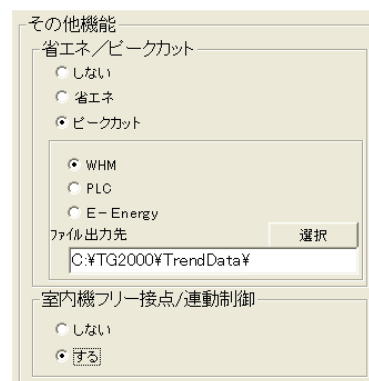 その他機能
省エネ／ピークカット
しない
省エネ
ピークカット
WHM
PLC
E－Energy
ファイル出力先 選択
C:¥TG2000¥TrendData¥
室内機フリー接点/連動制御
しない
する